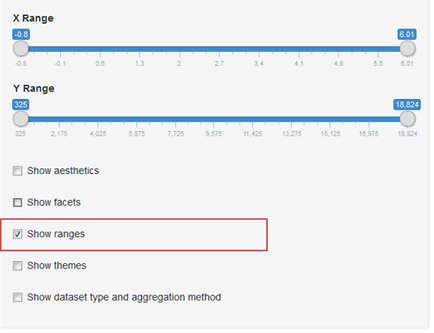 X Range
-0.8 6.01
-0.8 -0.1 0.6 1.3 2 2.7 3.4 4.1 4.8 5.5 6.01
Y Range
325 18,824
325 2,175 4,025 5,875 7,725 9,575 11,425 13,275 15,125 16,975 18,824
Show aesthetics
Show facets
Show ranges
Show themes
Show dataset type and aggregation method